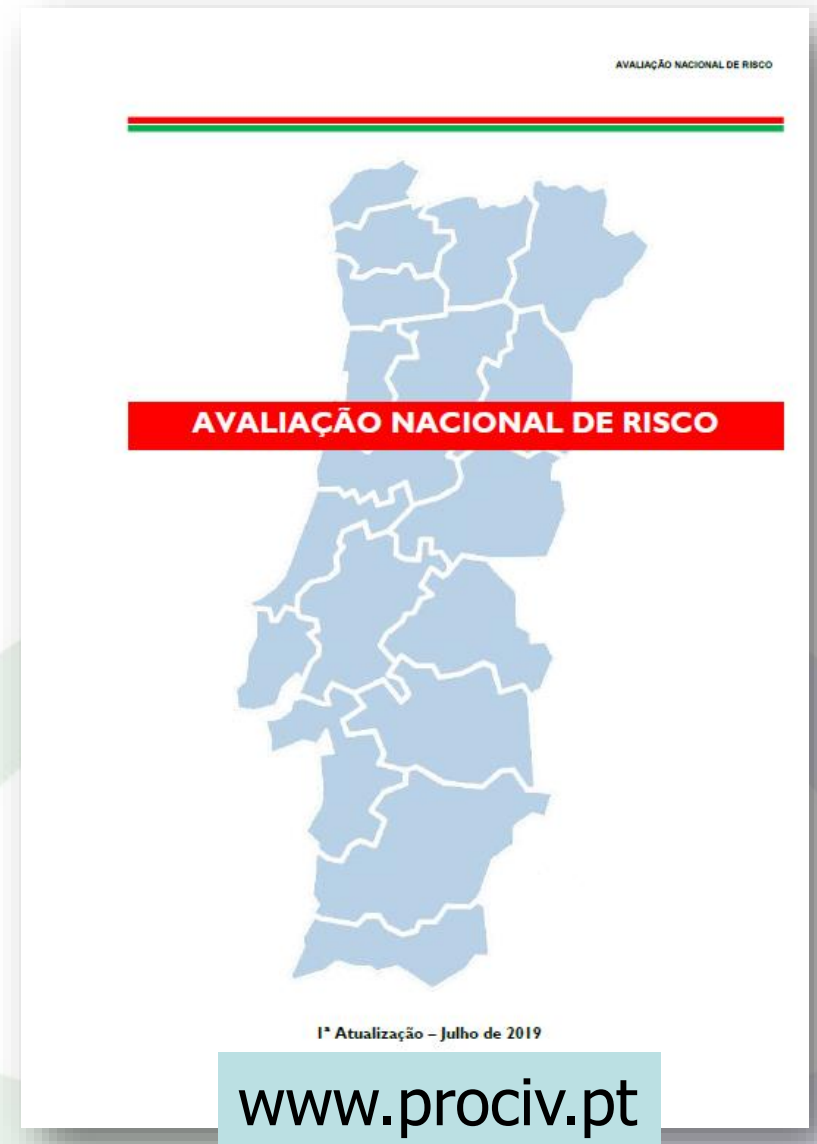 AVALIAÇÃO NACIONAL DE RISCO
AVALIAÇÃO NACIONAL DE RISCO
1ª Atualização – Julho de 2019
www.prociv.pt